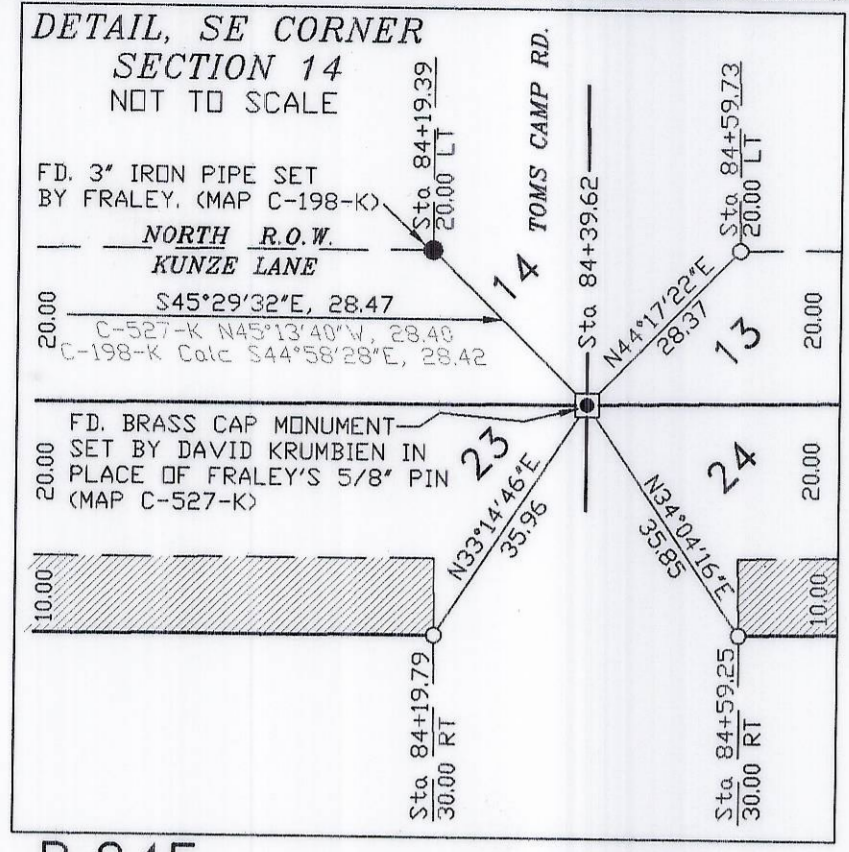 DETAIL, SE CORNER
SECTION 14
NOT TO SCALE
Sta 84+19.39
20.00 LT
TOMS CAMP RD.
Sta 84+59.73
20.00 LT
FD. 3" IRON PIPE SET
BY FRALEY. (MAP C-198-K)
NORTH R.O.W.
KUNZE LANE
14
Sta 84+39.62
20.00
S45°29'32"E, 28.47
C-527-K N45°13'40"W, 28.40
C-198-K Calc S44°58'28"E, 28.42
N44°17'22"E
28.37
13
20.00
FD. BRASS CAP MONUMENT
SET BY DAVID KRUMBIEN IN
PLACE OF FRALEY'S 5/8" PIN
(MAP C-527-K)
20.00
23
24
20.00
N33°14'46"E
35.96
N34°04'16"E
35.85
10.00
10.00
Sta 84+19.79
30.00 RT
Sta 84+59.25
30.00 RT